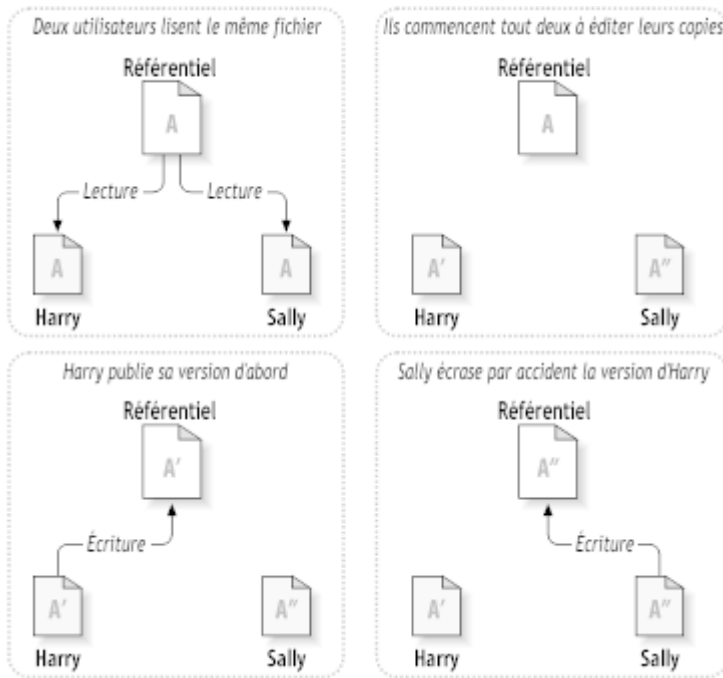 Deux utilisateurs lisent le même fichier
Référentiel
A
Lecture
Lecture
A
A
Harry
Sally
Ils commencent tout deux à éditer leurs copies
Référentiel
A
A′
A″
Harry
Sally
Harry publie sa version d'abord
Référentiel
A′
Écriture
A′
A″
Harry
Sally
Sally écrase par accident la version d'Harry
Référentiel
A″
Écriture
A′
A″
Harry
Sally